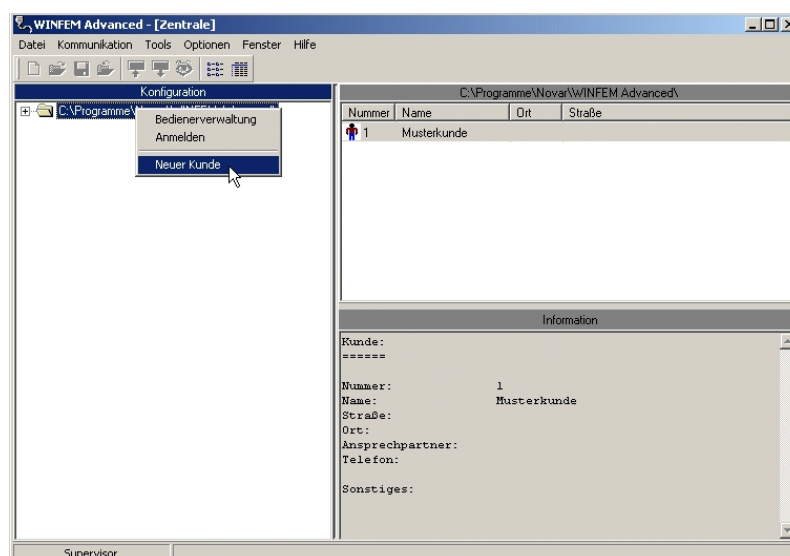 WINFEM Advanced - [Zentrale]
Datei Kommunikation Tools Optionen Fenster Hilfe
Konfiguration
C:\Programme\
Bedienerverwaltung
Anmelden
Neuer Kunde
C:\Programme\Novar\WINFEM Advanced\
Nummer Name Ort Straße
1 Musterkunde
Information
Kunde:
======
Nummer: 1
Name: Musterkunde
Straße:
Ort:
Ansprechpartner:
Telefon:
Sonstiges:
Supervisor